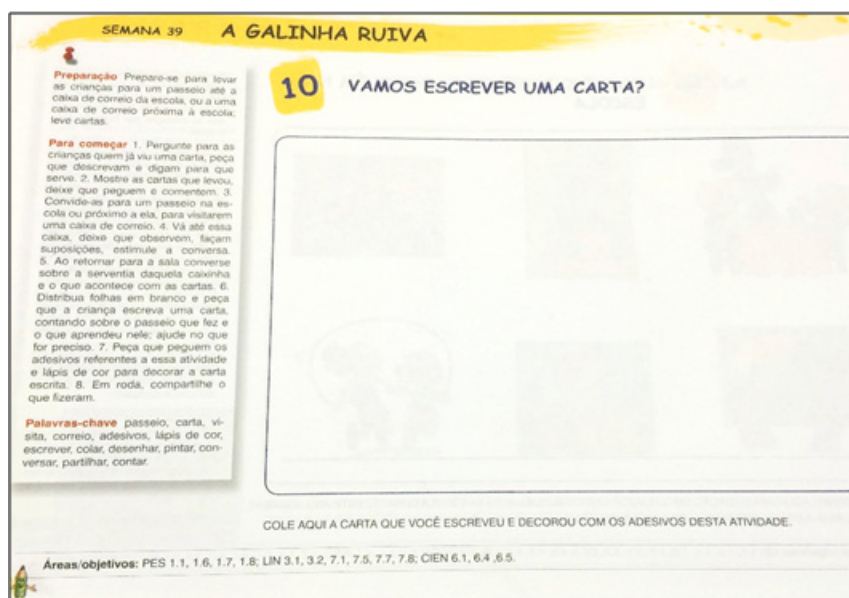 SEMANA 39 A GALINHA RUIVA
Preparação Prepare-se para levar
as crianças para um passeio até a
caixa de correio da escola, ou a uma
caixa de correio próxima à escola;
leve cartas.
Para começar 1. Pergunte para as
crianças quem já viu uma carta, peça
que descrevam e digam para que
serve. 2. Mostre as cartas que levou,
deixe que peguem e comentem. 3.
Convide-as para um passeio na es-
cola ou próximo a ela, para visitarem
uma caixa de correio. 4. Vá até essa
caixa, deixe que observem, façam
suposições, estimule a conversa.
5. Ao retornar para a sala converse
sobre a serventia daquela caixinha
e o que acontece com as cartas. 6.
Distribua folhas em branco e peça
que a criança escreva uma carta,
contando sobre o passeio que fez e
o que aprendeu nele; ajude no que
for preciso. 7. Peça que peguem os
adesivos referentes a essa atividade
e lápis de cor para decorar a carta
escrita. 8. Em roda, compartilhe o
que fizeram.
Palavras-chave passeio, carta, vi-
sita, correio, adesivos, lápis de cor,
escrever, colar, desenhar, pintar, con-
versar, partilhar, contar.
10 VAMOS ESCREVER UMA CARTA?
COLE AQUI A CARTA QUE VOCÊ ESCREVEU E DECOROU COM OS ADESIVOS DESTA ATIVIDADE.
Áreas/objetivos: PES 1.1, 1.6, 1.7, 1.8; LIN 3.1, 3.2, 7.1, 7.5, 7.7, 7.8; CIEN 6.1, 6.4 ,6.5.